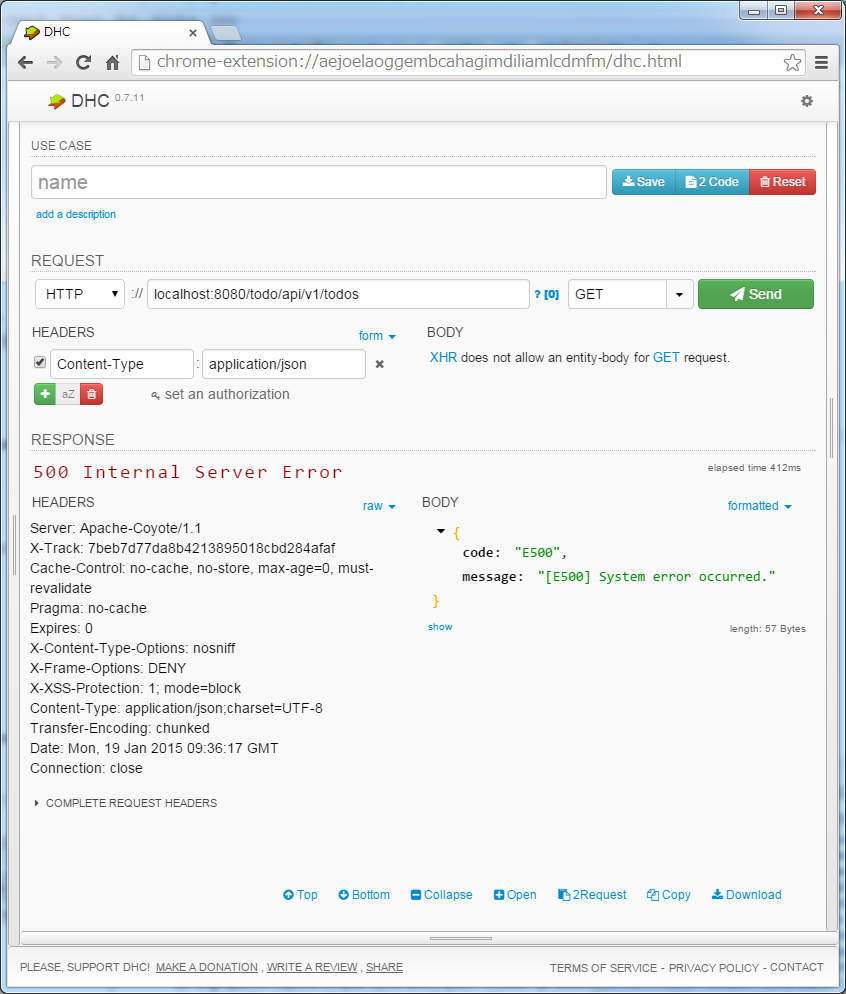 DHC
chrome-extension://aejoelaoggembcahagimdiliamlcdmfm/dhc.html
DHC 0.7.11
USE CASE
name
Save 2 Code Reset
add a description
REQUEST
HTTP :// localhost:8080/todo/api/v1/todos ? [0] GET Send
HEADERS form BODY
Content-Type : application/json XHR does not allow an entity-body for GET request.
aZ set an authorization
RESPONSE
500 Internal Server Error elapsed time 412ms
HEADERS raw BODY formatted
Server: Apache-Coyote/1.1
X-Track: 7beb7d77da8b4213895018cbd284afaf
Cache-Control: no-cache, no-store, max-age=0, must-
revalidate
Pragma: no-cache
Expires: 0
X-Content-Type-Options: nosniff
X-Frame-Options: DENY
X-XSS-Protection: 1; mode=block
Content-Type: application/json;charset=UTF-8
Transfer-Encoding: chunked
Date: Mon, 19 Jan 2015 09:36:17 GMT
Connection: close
{
code: "E500",
message: "[E500] System error occurred."
}
show length: 57 Bytes
COMPLETE REQUEST HEADERS
Top Bottom Collapse Open 2Request Copy Download
PLEASE, SUPPORT DHC! MAKE A DONATION , WRITE A REVIEW , SHARE TERMS OF SERVICE - PRIVACY POLICY - CONTACT